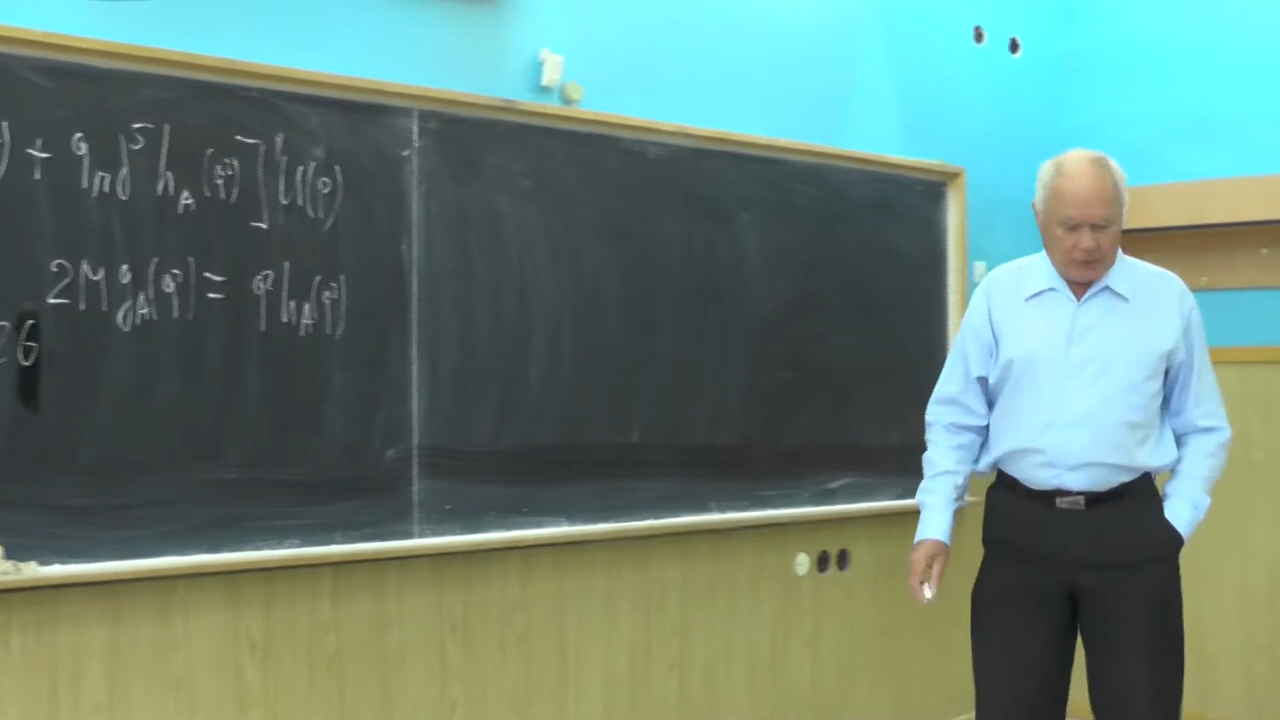 ) + q_μ γ^5 h_A(q²)] u(p)
2M g_A(q²) = q² h_A(q²)
26